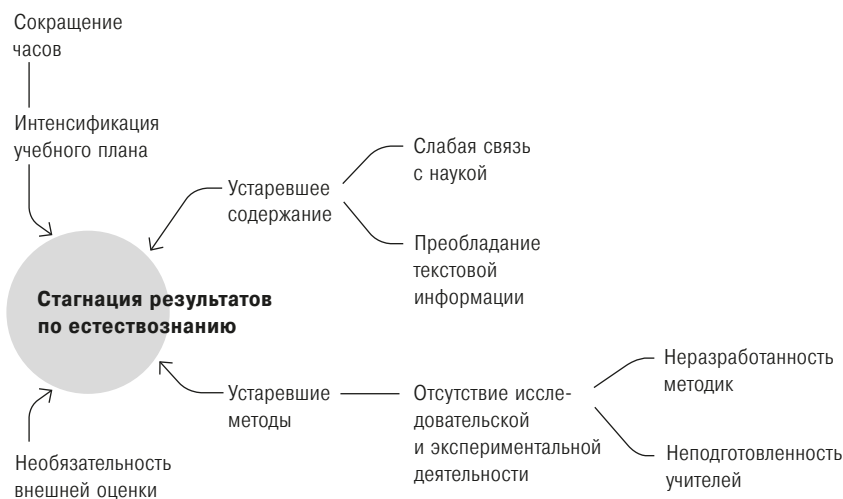 Сокращение
часов
Интенсификация
учебного плана
Устаревшее
содержание
Слабая связь
с наукой
Преобладание
текстовой
информации
Стагнация результатов
по естествознанию
Устаревшие
методы
Отсутствие иссле-
довательской
и экспериментальной
деятельности
Неразработанность
методик
Неподготовленность
учителей
Необязательность
внешней оценки